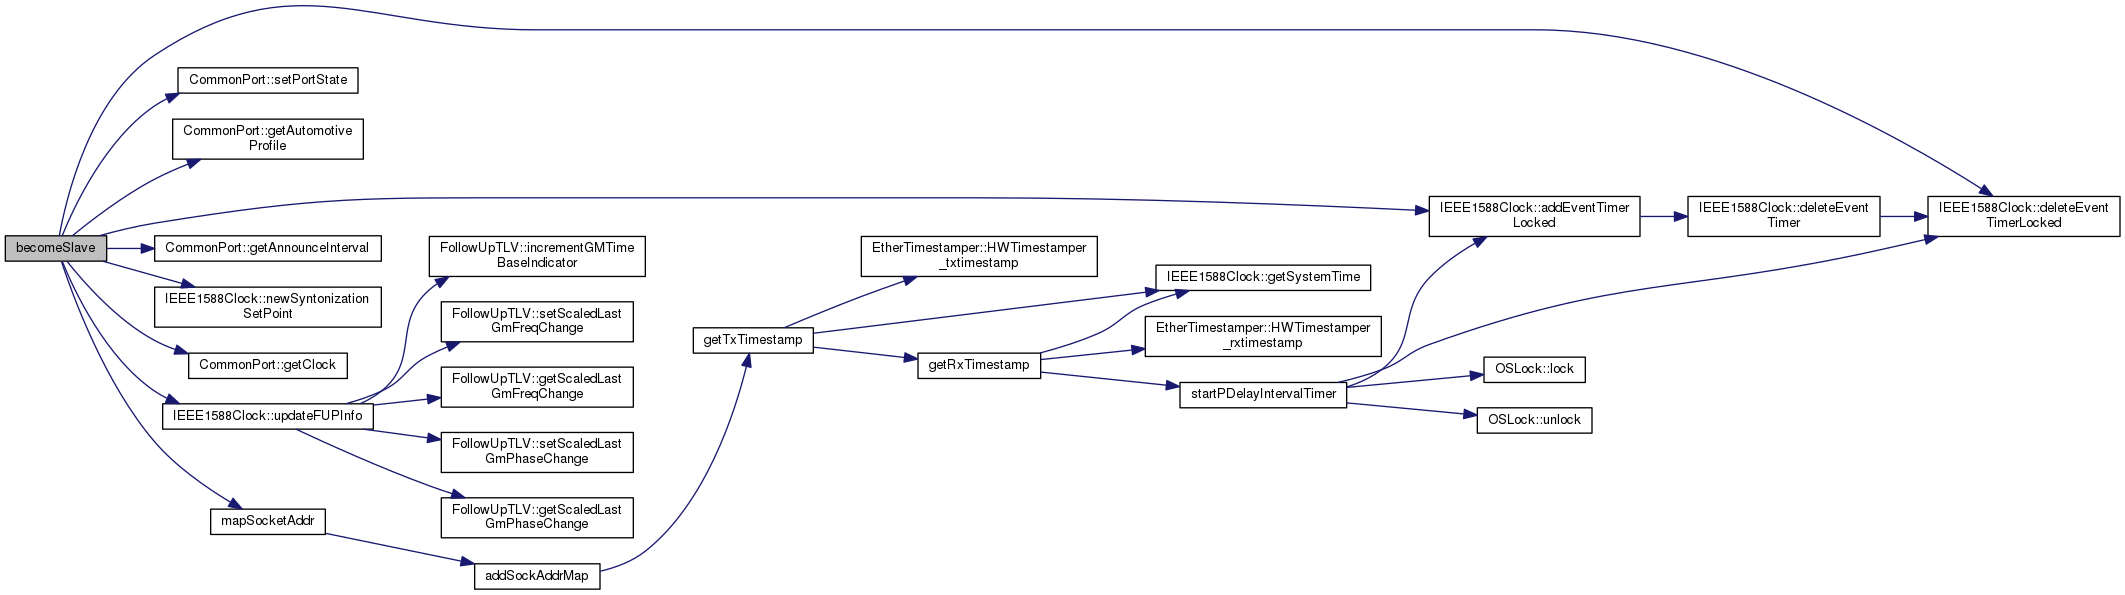 becomeSlave
CommonPort::setPortState
CommonPort::getAutomotive
Profile
CommonPort::getAnnounceInterval
IEEE1588Clock::newSyntonization
SetPoint
CommonPort::getClock
IEEE1588Clock::updateFUPInfo
mapSocketAddr
FollowUpTLV::incrementGMTime
BaseIndicator
FollowUpTLV::setScaledLast
GmFreqChange
FollowUpTLV::getScaledLast
GmFreqChange
FollowUpTLV::setScaledLast
GmPhaseChange
FollowUpTLV::getScaledLast
GmPhaseChange
addSockAddrMap
getTxTimestamp
EtherTimestamper::HWTimestamper
_txtimestamp
getRxTimestamp
IEEE1588Clock::getSystemTime
EtherTimestamper::HWTimestamper
_rxtimestamp
startPDelayIntervalTimer
IEEE1588Clock::addEventTimer
Locked
OSLock::lock
OSLock::unlock
IEEE1588Clock::deleteEvent
Timer
IEEE1588Clock::deleteEvent
TimerLocked